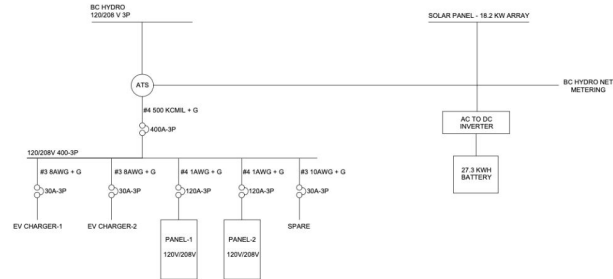 BC HYDRO
120/208 V 3P
SOLAR PANEL - 18.2 KW ARRAY
ATS
BC HYDRO NET
METERING
#4 500 KCMIL + G
400A-3P
AC TO DC
INVERTER
120/208V 400-3P
27.3 KWH
BATTERY
#3 8AWG + G
#3 8AWG + G
#4 1AWG + G
#4 1AWG + G
#3 10AWG + G
30A-3P
30A-3P
120A-3P
120A-3P
30A-3P
EV CHARGER-1
EV CHARGER-2
PANEL-1
120V/208V
PANEL-2
120V/208V
SPARE